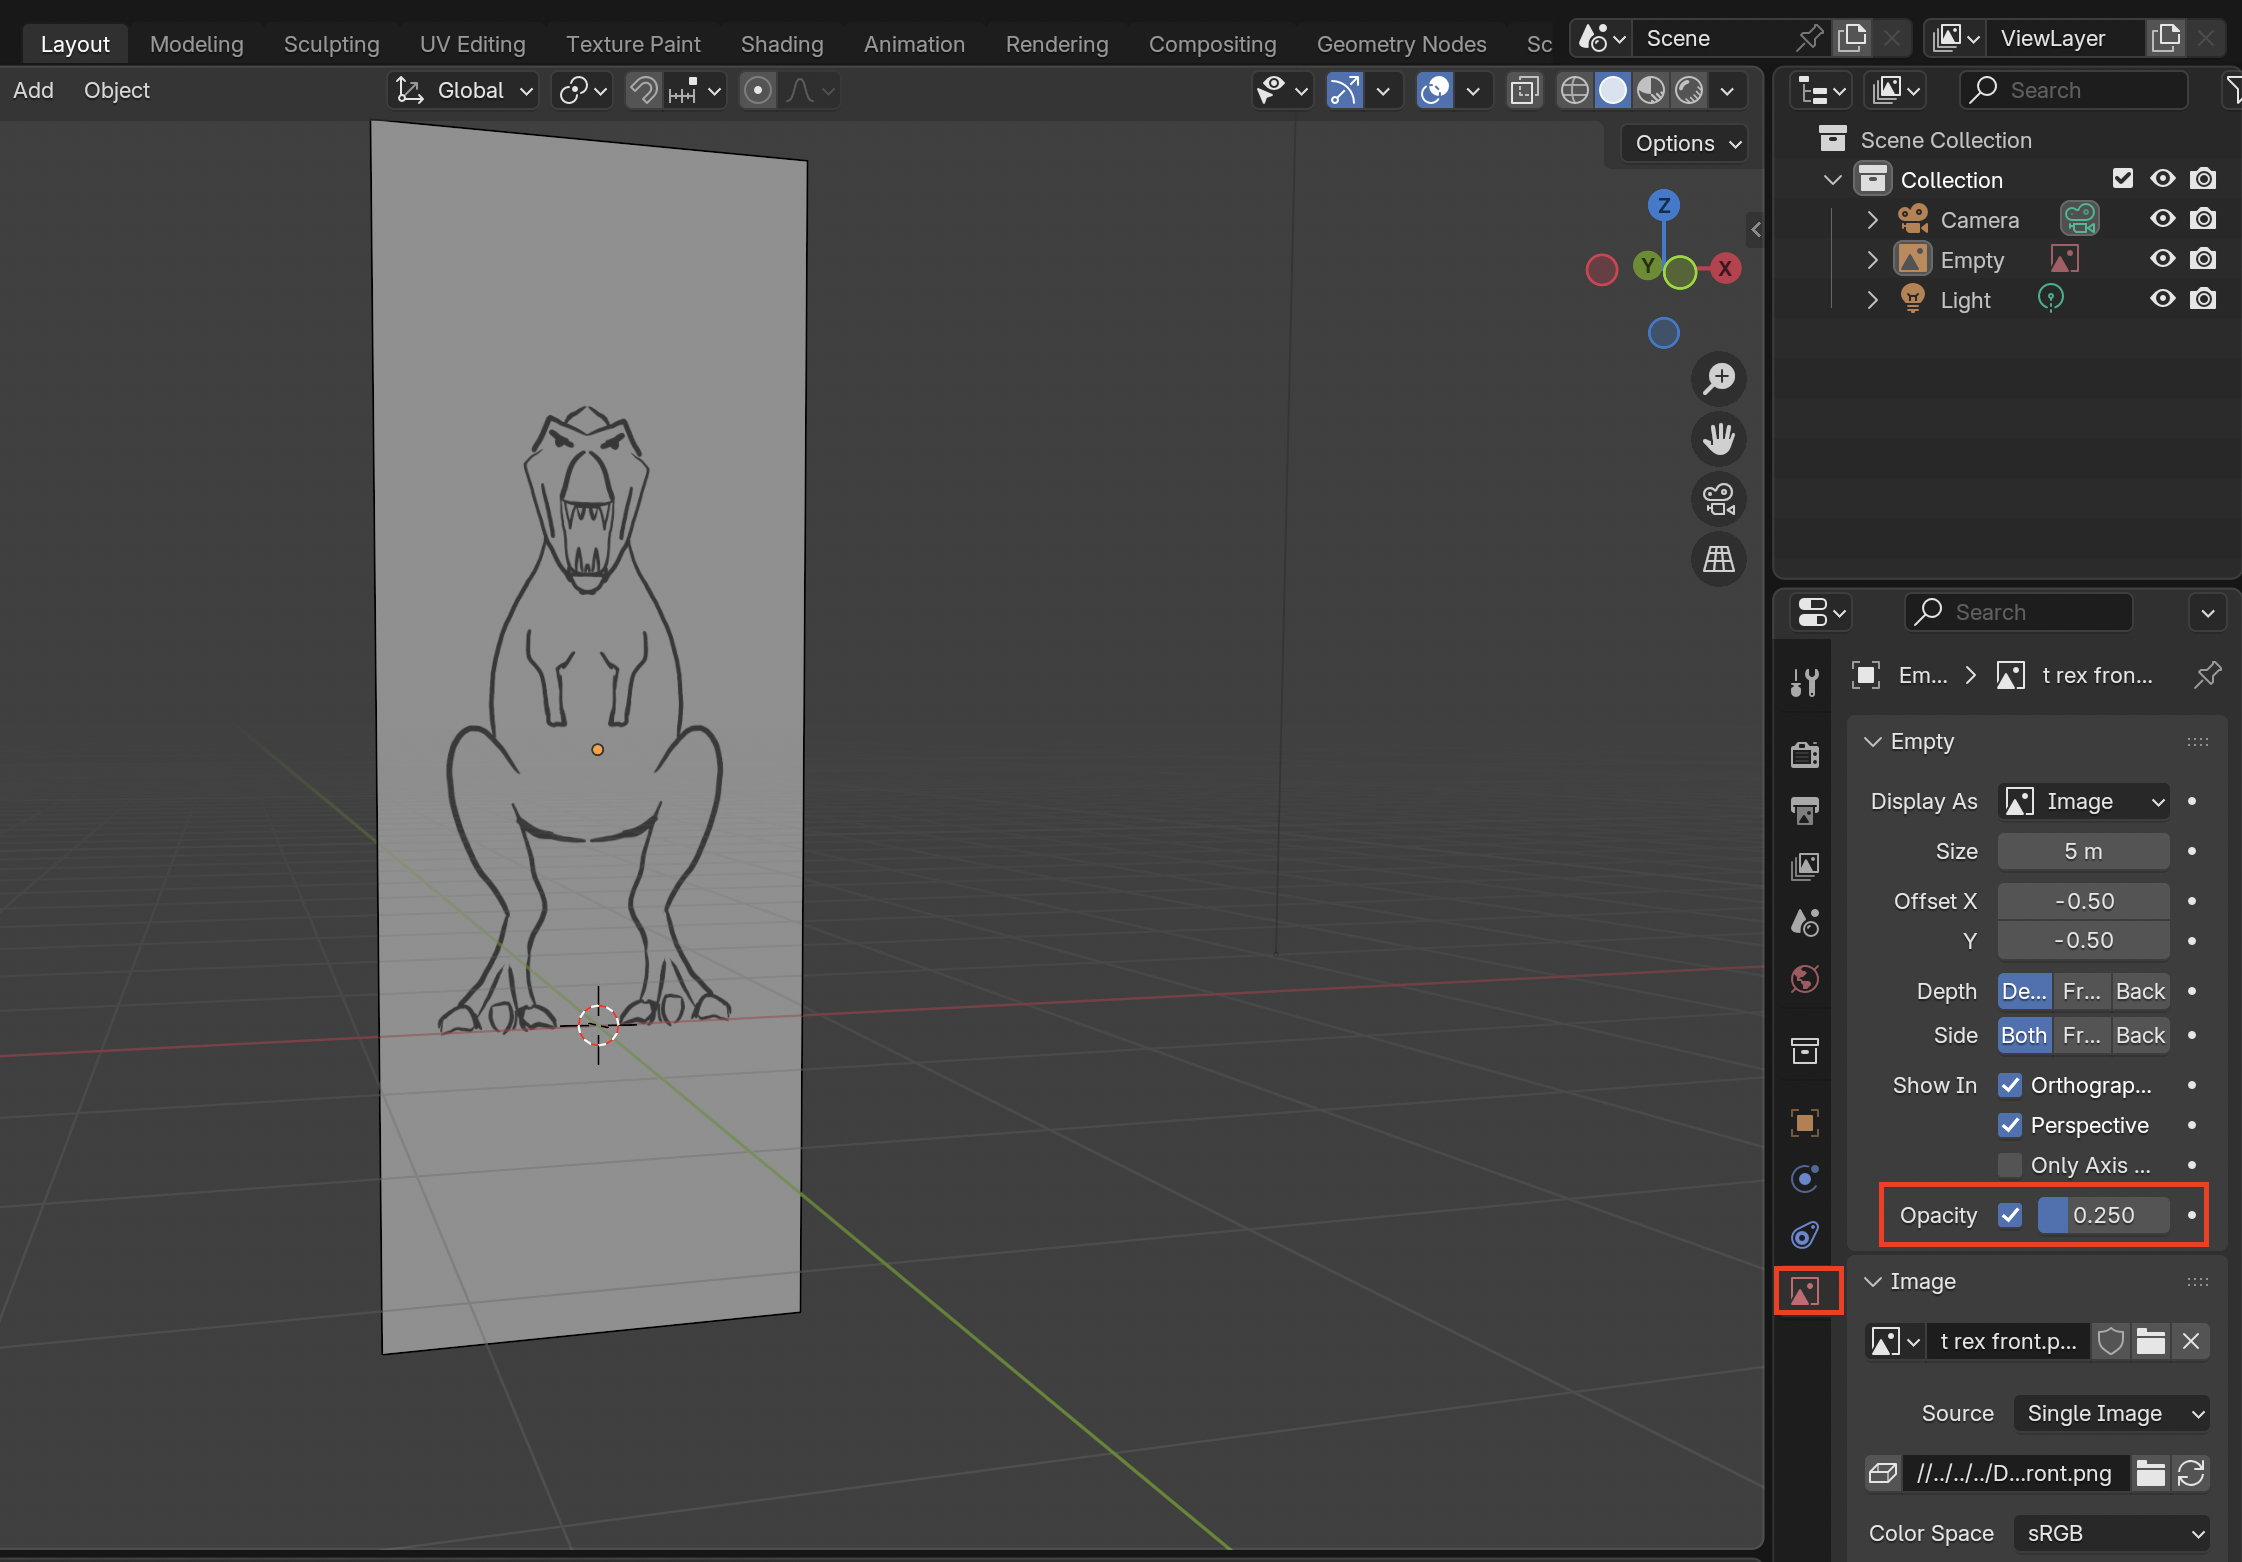 Layout Modeling Sculpting UV Editing Texture Paint Shading Animation Rendering Compositing Geometry Nodes Sc Scene ViewLayer
Add Object Global Search
Options
Z
Y X
Scene Collection
Collection
Camera
Empty
Light
Search
Em... t rex fron...
Empty
Display As Image
Size 5 m
Offset X -0.50
Y -0.50
Depth De... Fr... Back
Side Both Fr... Back
Show In Orthograp...
Perspective
Only Axis ...
Opacity 0.250
Image
t rex front.p...
Source Single Image
//../../../D...ront.png
Color Space sRGB